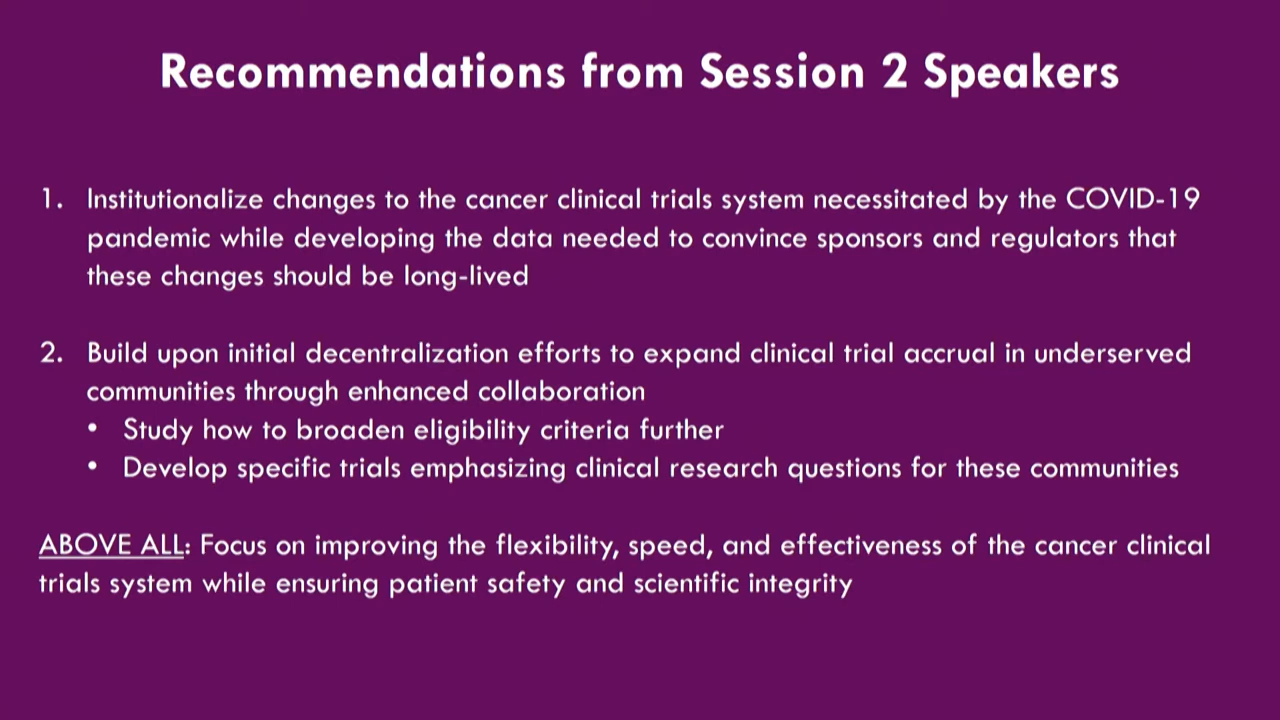 Recommendations from Session 2 Speakers
1. Institutionalize changes to the cancer clinical trials system necessitated by the COVID-19
pandemic while developing the data needed to convince sponsors and regulators that
these changes should be long-lived
2. Build upon initial decentralization efforts to expand clinical trial accrual in underserved
communities through enhanced collaboration
• Study how to broaden eligibility criteria further
• Develop specific trials emphasizing clinical research questions for these communities
ABOVE ALL: Focus on improving the flexibility, speed, and effectiveness of the cancer clinical
trials system while ensuring patient safety and scientific integrity